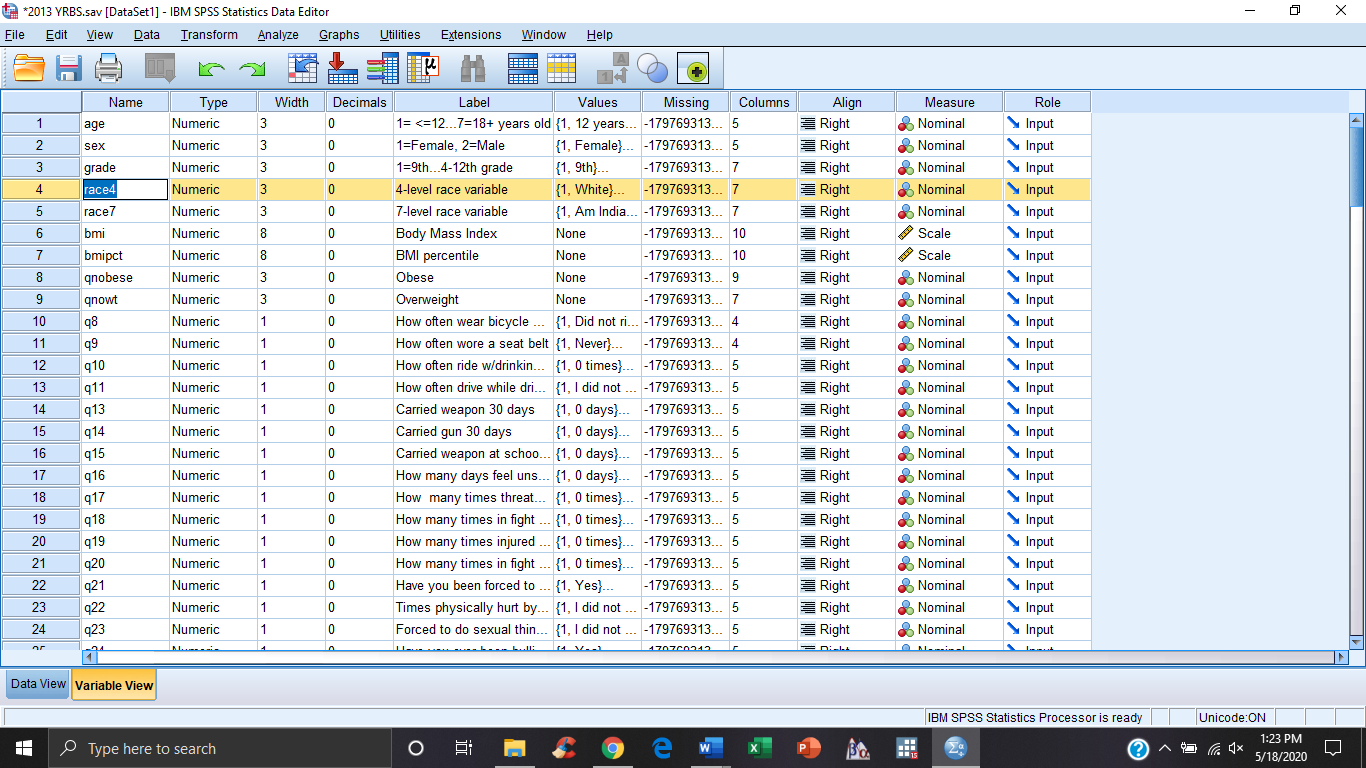 *2013 YRBS.sav [DataSet1] - IBM SPSS Statistics Data Editor
File Edit View Data Transform Analyze Graphs Utilities Extensions Window Help
Name Type Width Decimals Label Values Missing Columns Align Measure Role
1 age Numeric 3 0 1= <=12...7=18+ years old {1, 12 years... -179769313... 5 Right Nominal Input
2 sex Numeric 3 0 1=Female, 2=Male {1, Female}... -179769313... 5 Right Nominal Input
3 grade Numeric 3 0 1=9th...4-12th grade {1, 9th}... -179769313... 7 Right Nominal Input
4 race4 Numeric 3 0 4-level race variable {1, White}... -179769313... 7 Right Nominal Input
5 race7 Numeric 3 0 7-level race variable {1, Am India... -179769313... 7 Right Nominal Input
6 bmi Numeric 8 0 Body Mass Index None -179769313... 10 Right Scale Input
7 bmipct Numeric 8 0 BMI percentile None -179769313... 10 Right Scale Input
8 qnobese Numeric 3 0 Obese None -179769313... 9 Right Nominal Input
9 qnowt Numeric 3 0 Overweight None -179769313... 7 Right Nominal Input
10 q8 Numeric 1 0 How often wear bicycle ... {1, Did not ri... -179769313... 4 Right Nominal Input
11 q9 Numeric 1 0 How often wore a seat belt {1, Never}... -179769313... 4 Right Nominal Input
12 q10 Numeric 1 0 How often ride w/drinkin... {1, 0 times}... -179769313... 5 Right Nominal Input
13 q11 Numeric 1 0 How often drive while dri... {1, I did not ... -179769313... 5 Right Nominal Input
14 q13 Numeric 1 0 Carried weapon 30 days {1, 0 days}... -179769313... 5 Right Nominal Input
15 q14 Numeric 1 0 Carried gun 30 days {1, 0 days}... -179769313... 5 Right Nominal Input
16 q15 Numeric 1 0 Carried weapon at schoo... {1, 0 days}... -179769313... 5 Right Nominal Input
17 q16 Numeric 1 0 How many days feel uns... {1, 0 days}... -179769313... 5 Right Nominal Input
18 q17 Numeric 1 0 How  many times threat... {1, 0 times}... -179769313... 5 Right Nominal Input
19 q18 Numeric 1 0 How many times in fight ... {1, 0 times}... -179769313... 5 Right Nominal Input
20 q19 Numeric 1 0 How many times injured ... {1, 0 times}... -179769313... 5 Right Nominal Input
21 q20 Numeric 1 0 How many times in fight ... {1, 0 times}... -179769313... 5 Right Nominal Input
22 q21 Numeric 1 0 Have you been forced to ... {1, Yes}... -179769313... 5 Right Nominal Input
23 q22 Numeric 1 0 Times physically hurt by... {1, I did not ... -179769313... 5 Right Nominal Input
24 q23 Numeric 1 0 Forced to do sexual thin... {1, I did not ... -179769313... 5 Right Nominal Input
Data View Variable View
IBM SPSS Statistics Processor is ready Unicode:ON
Type here to search
1:23 PM
5/18/2020